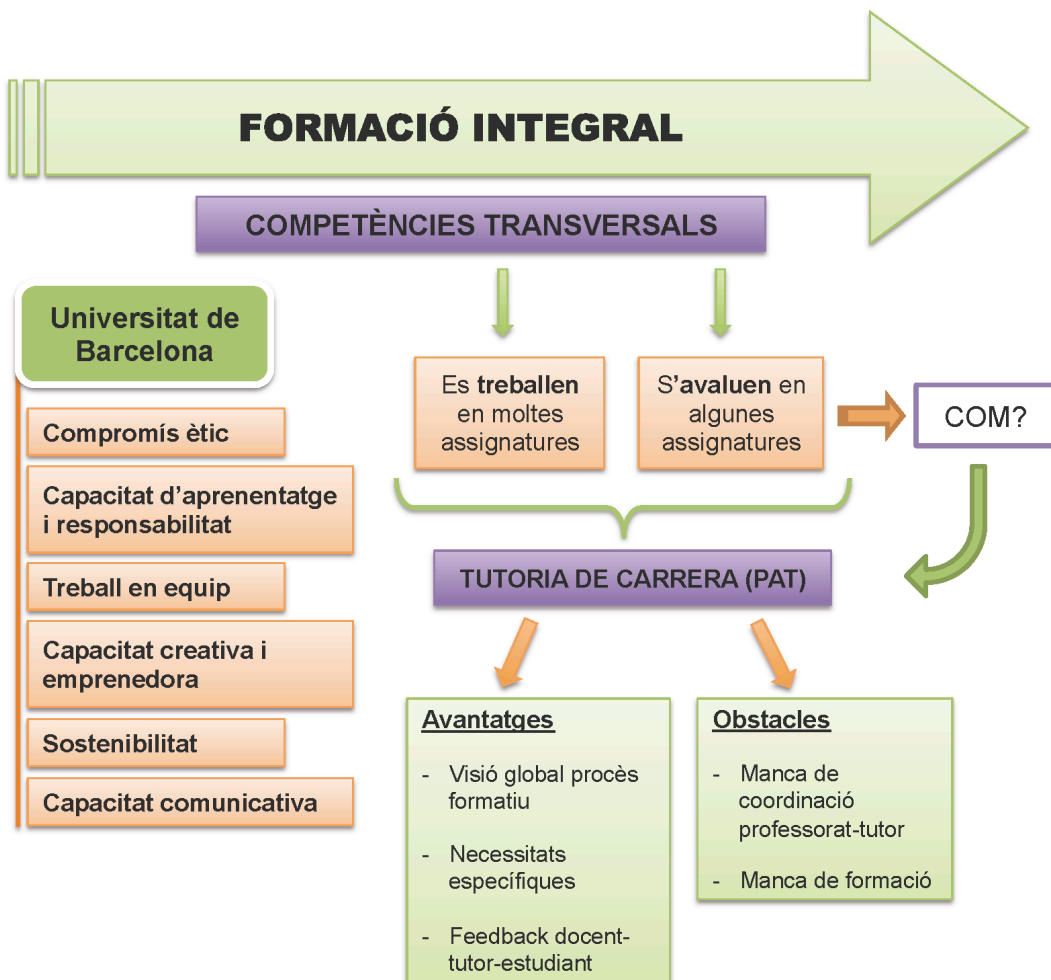 FORMACIÓ INTEGRAL
COMPETÈNCIES TRANSVERSALS
Universitat de
Barcelona
Compromís ètic
Capacitat d’aprenentatge
i responsabilitat
Treball en equip
Capacitat creativa i
emprenedora
Sostenibilitat
Capacitat comunicativa
Es treballen
en moltes
assignatures
S’avaluen en
algunes
assignatures
COM?
TUTORIA DE CARRERA (PAT)
Avantatges
- Visió global procès
formatiu
- Necessitats
específiques
- Feedback docent-
tutor-estudiant
Obstacles
- Manca de
coordinació
professorat-tutor
- Manca de formació